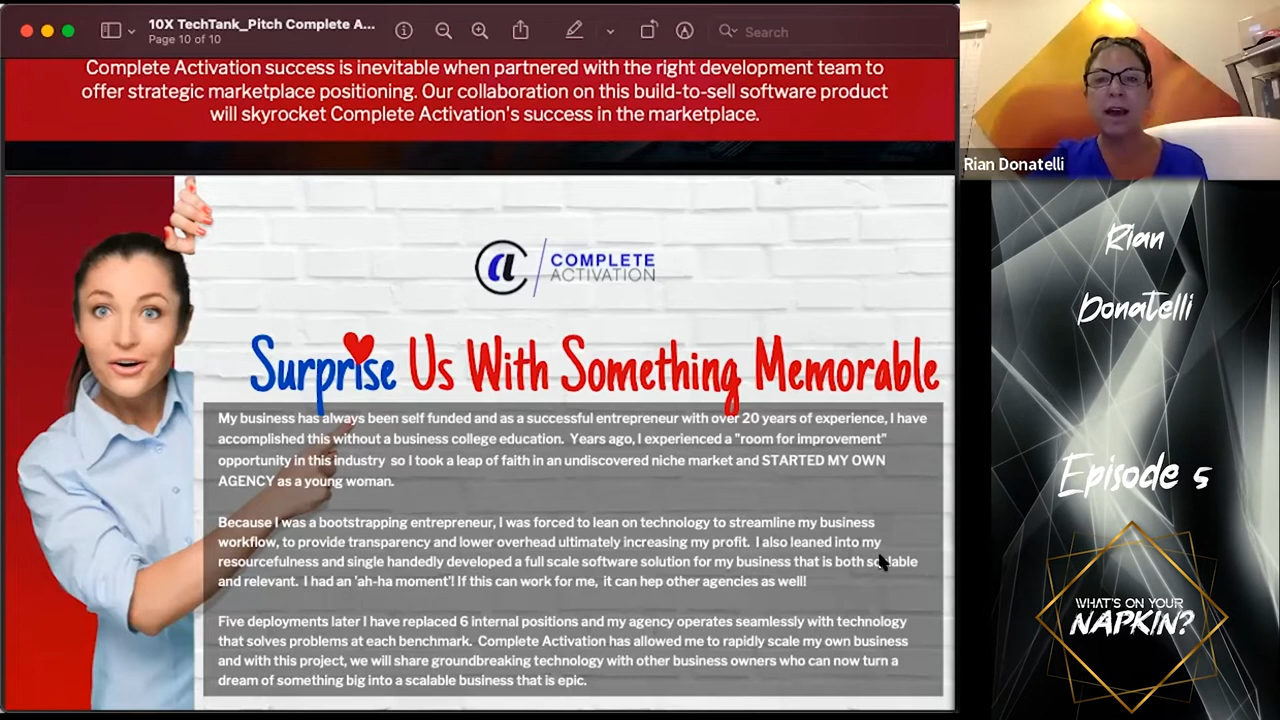 10X TechTank_Pitch Complete A...
Page 10 of 10
Search
Complete Activation success is inevitable when partnered with the right development team to
offer strategic marketplace positioning. Our collaboration on this build-to-sell software product
will skyrocket Complete Activation's success in the marketplace.
COMPLETE
ACTIVATION
Surprise Us With Something Memorable
My business has always been self funded and as a successful entrepreneur with over 20 years of experience, I have
accomplished this without a business college education. Years ago, I experienced a "room for improvement"
opportunity in this industry so I took a leap of faith in an undiscovered niche market and STARTED MY OWN
AGENCY as a young woman.
Because I was a bootstrapping entrepreneur, I was forced to lean on technology to streamline my business
workflow, to provide transparency and lower overhead ultimately increasing my profit. I also leaned into my
resourcefulness and single handedly developed a full scale software solution for my business that is both scalable
and relevant. I had an 'ah-ha moment'! If this can work for me, it can hep other agencies as well!
Five deployments later I have replaced 6 internal positions and my agency operates seamlessly with technology
that solves problems at each benchmark. Complete Activation has allowed me to rapidly scale my own business
and with this project, we will share groundbreaking technology with other business owners who can now turn a
dream of something big into a scalable business that is epic.
Rian Donatelli
Rian
Donatelli
Episode 5
WHAT'S ON YOUR
NAPKIN?